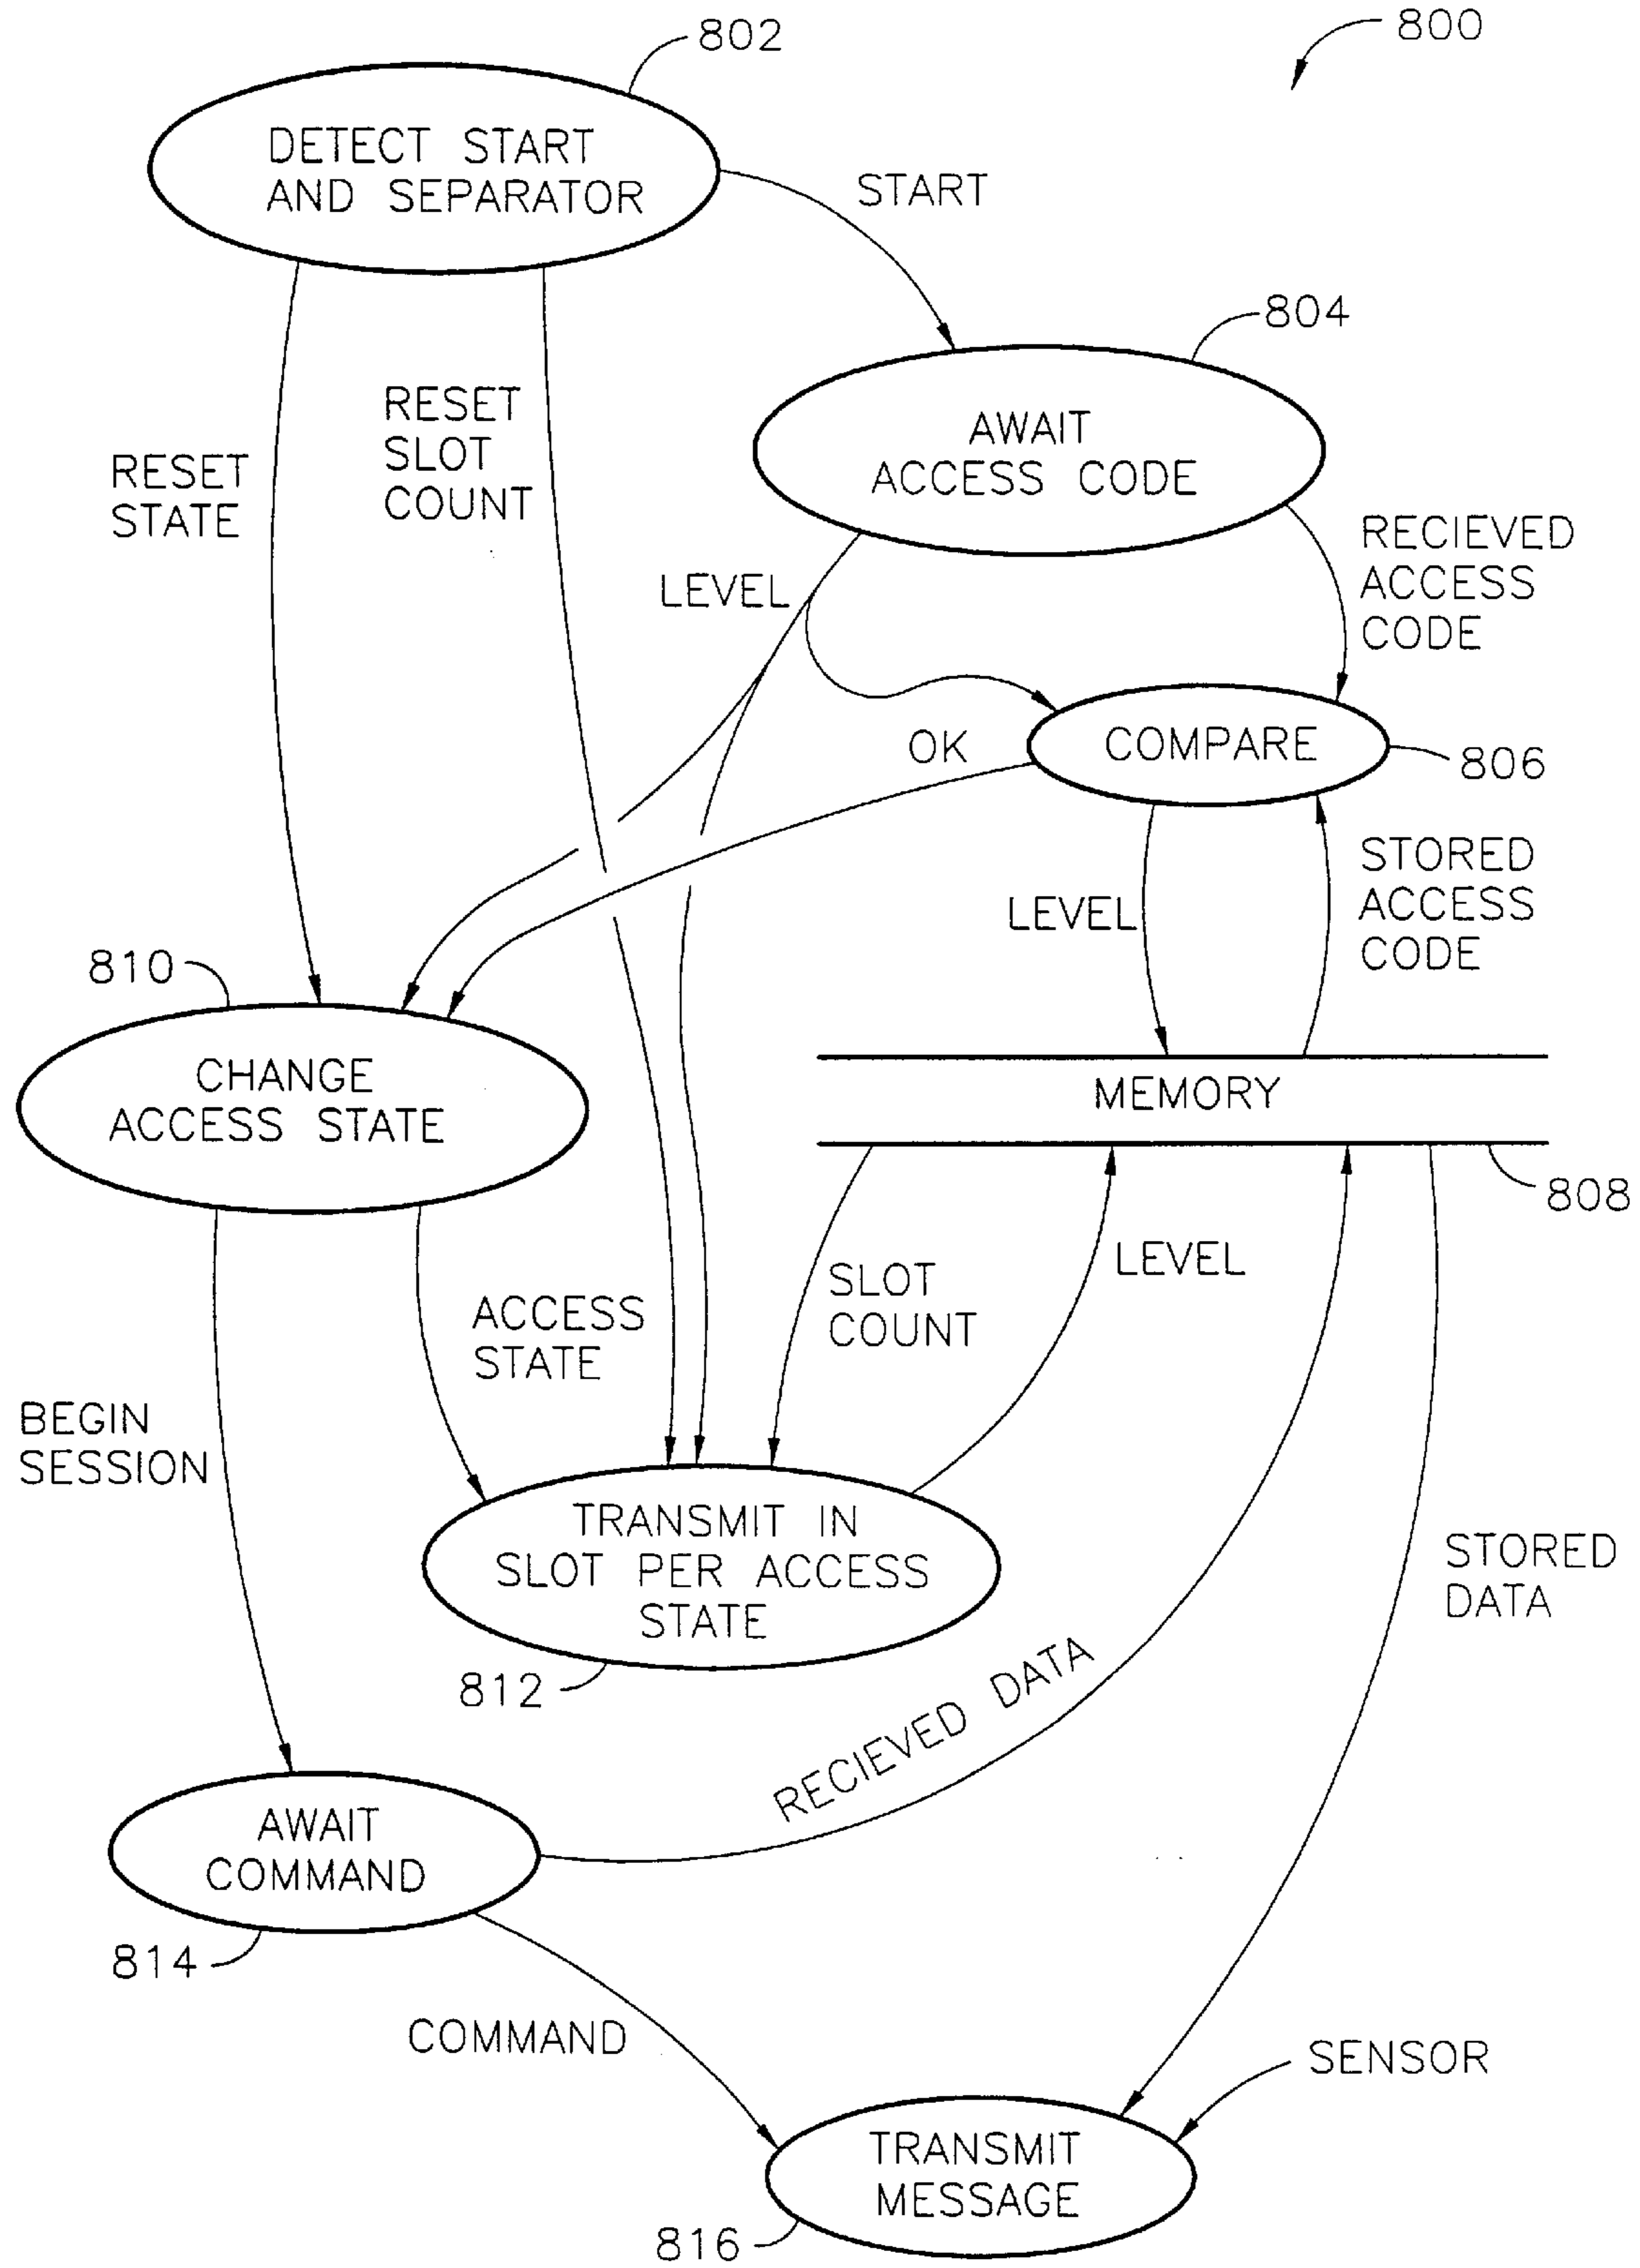 800
802
DETECT START
AND SEPARATOR
START
804
AWAIT
ACCESS CODE
RESET
SLOT
COUNT
RESET
STATE
LEVEL
RECIEVED
ACCESS
CODE
OK
COMPARE
806
LEVEL
STORED
ACCESS
CODE
810
CHANGE
ACCESS STATE
MEMORY
808
LEVEL
SLOT
COUNT
ACCESS
STATE
BEGIN
SESSION
TRANSMIT IN
SLOT PER ACCESS
STATE
812
STORED
DATA
RECIEVED DATA
AWAIT
COMMAND
814
COMMAND
SENSOR
TRANSMIT
MESSAGE
816